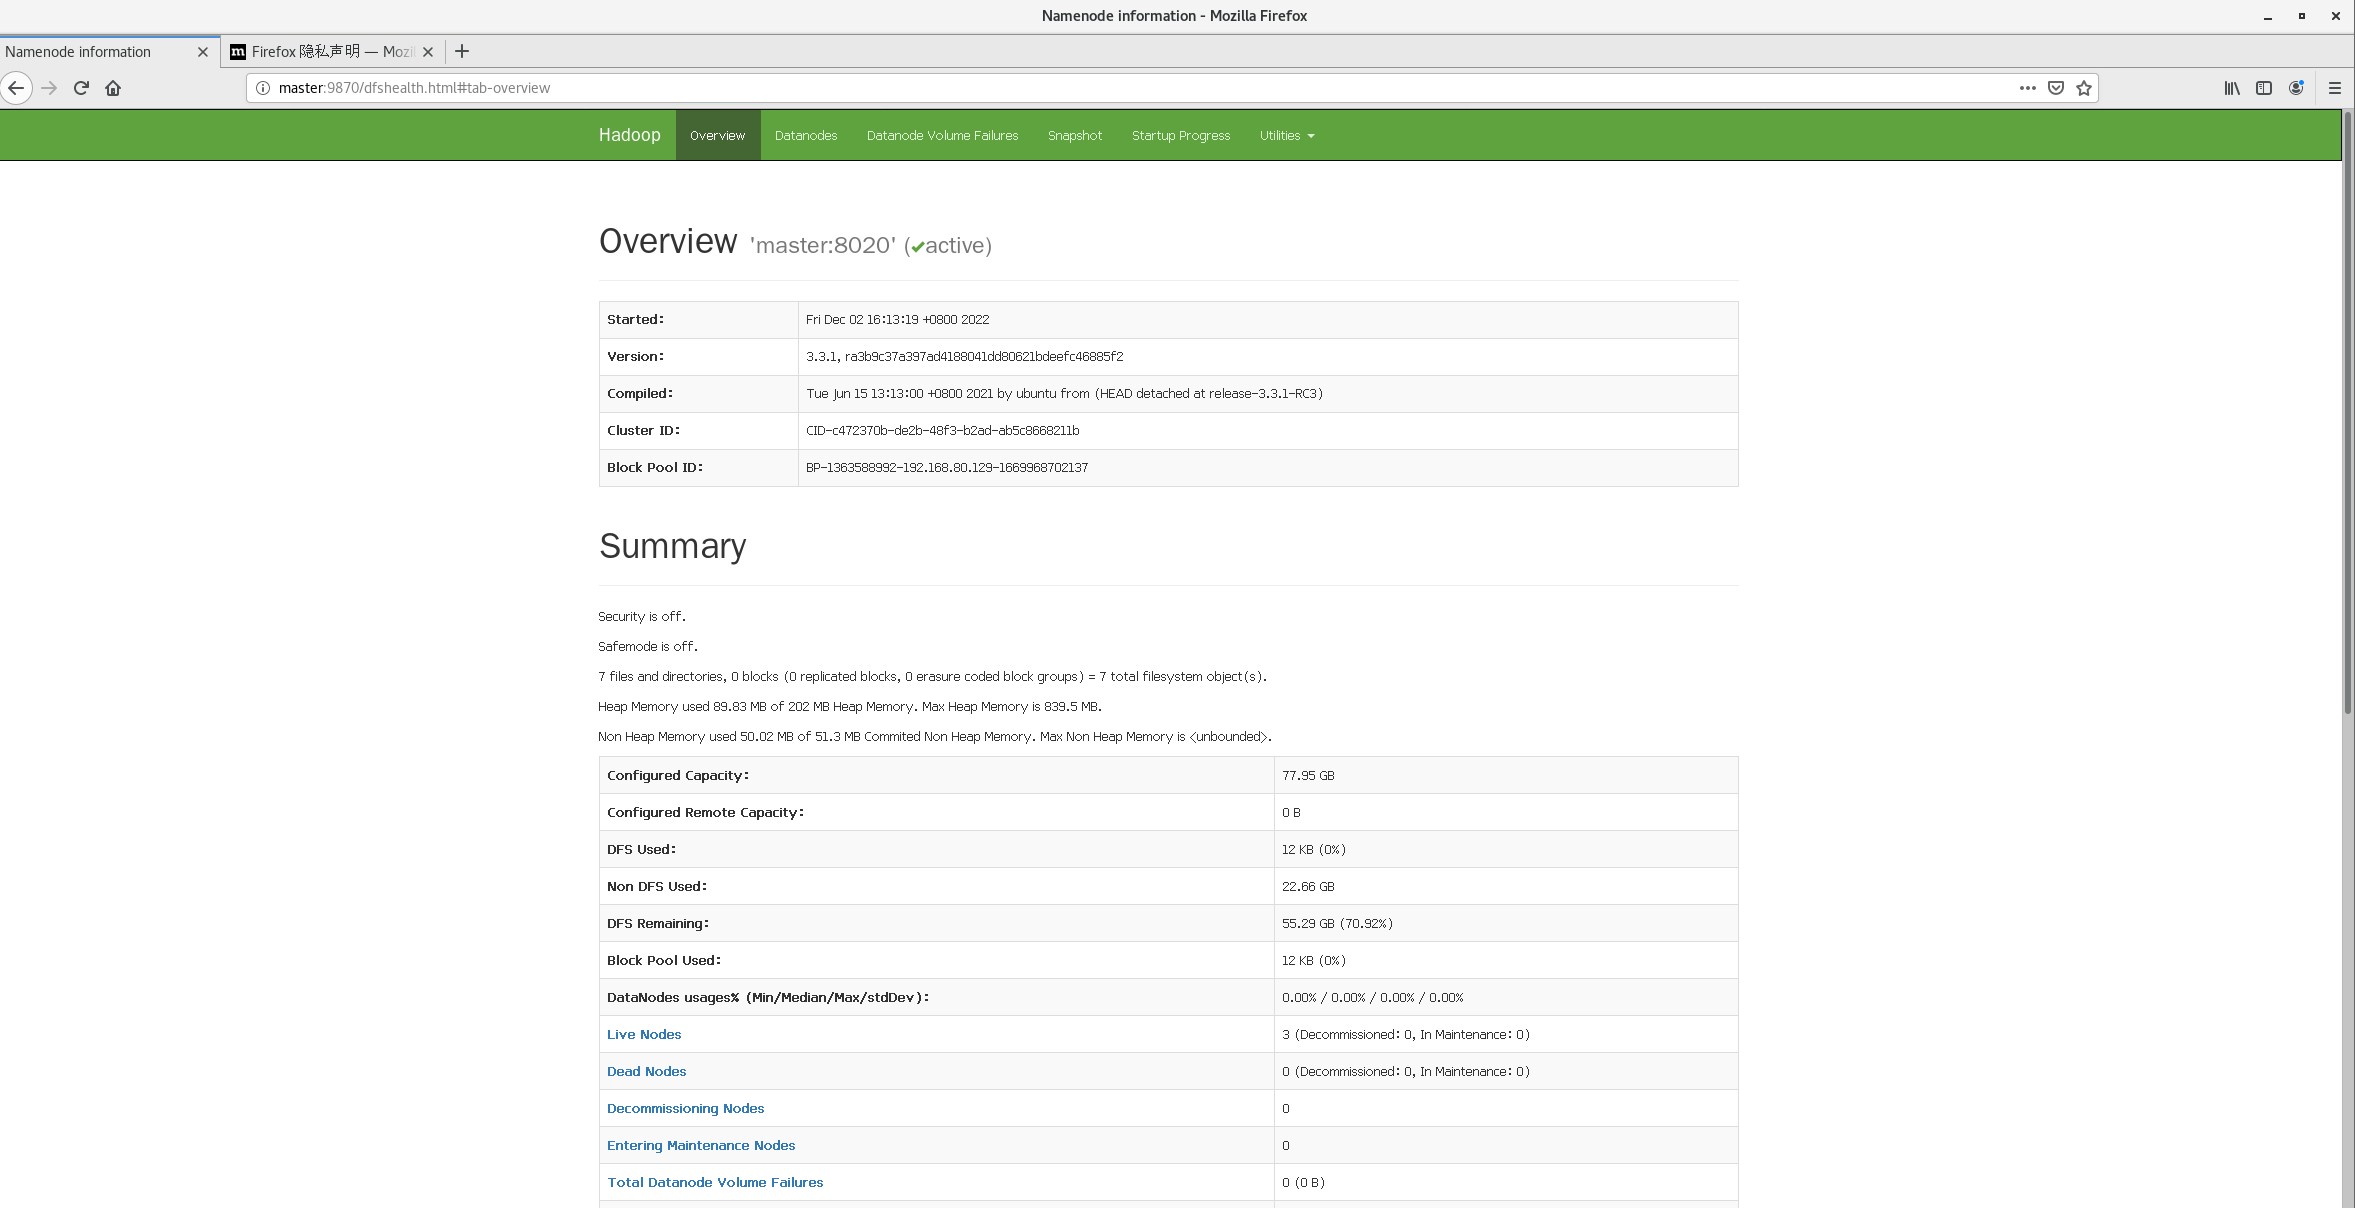 Namenode information - Mozilla Firefox
Namenode information
Firefox 隐私声明 — Mozil
master:9870/dfshealth.html#tab-overview
Hadoop Overview Datanodes Datanode Volume Failures Snapshot Startup Progress Utilities
Overview 'master:8020' (✔active)
Started: Fri Dec 02 16:13:19 +0800 2022
Version: 3.3.1, ra3b9c37a397ad4188041dd80621bdeefc46885f2
Compiled: Tue Jun 15 13:13:00 +0800 2021 by ubuntu from (HEAD detached at release-3.3.1-RC3)
Cluster ID: CID-c472370b-de2b-48f3-b2ad-ab5c8668211b
Block Pool ID: BP-1363588992-192.168.80.129-1669968702137
Summary
Security is off.
Safemode is off.
7 files and directories, 0 blocks (0 replicated blocks, 0 erasure coded block groups) = 7 total filesystem object(s).
Heap Memory used 89.83 MB of 202 MB Heap Memory. Max Heap Memory is 839.5 MB.
Non Heap Memory used 50.02 MB of 51.3 MB Commited Non Heap Memory. Max Non Heap Memory is <unbounded>.
Configured Capacity: 77.95 GB
Configured Remote Capacity: 0 B
DFS Used: 12 KB (0%)
Non DFS Used: 22.66 GB
DFS Remaining: 55.29 GB (70.92%)
Block Pool Used: 12 KB (0%)
DataNodes usages% (Min/Median/Max/stdDev): 0.00% / 0.00% / 0.00% / 0.00%
Live Nodes 3 (Decommissioned: 0, In Maintenance: 0)
Dead Nodes 0 (Decommissioned: 0, In Maintenance: 0)
Decommissioning Nodes 0
Entering Maintenance Nodes 0
Total Datanode Volume Failures 0 (0 B)